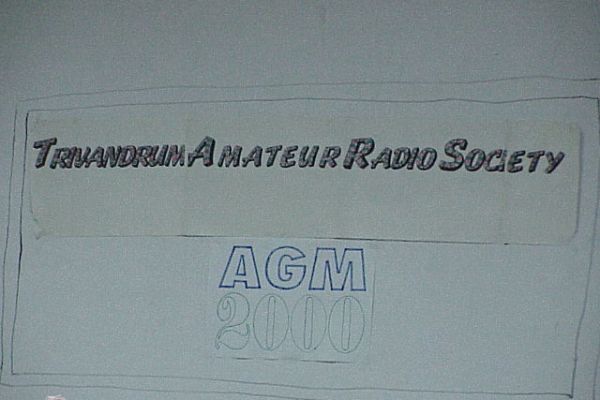 TRIVANDRUM AMATEUR RADIO SOCIETY
AGM
2000